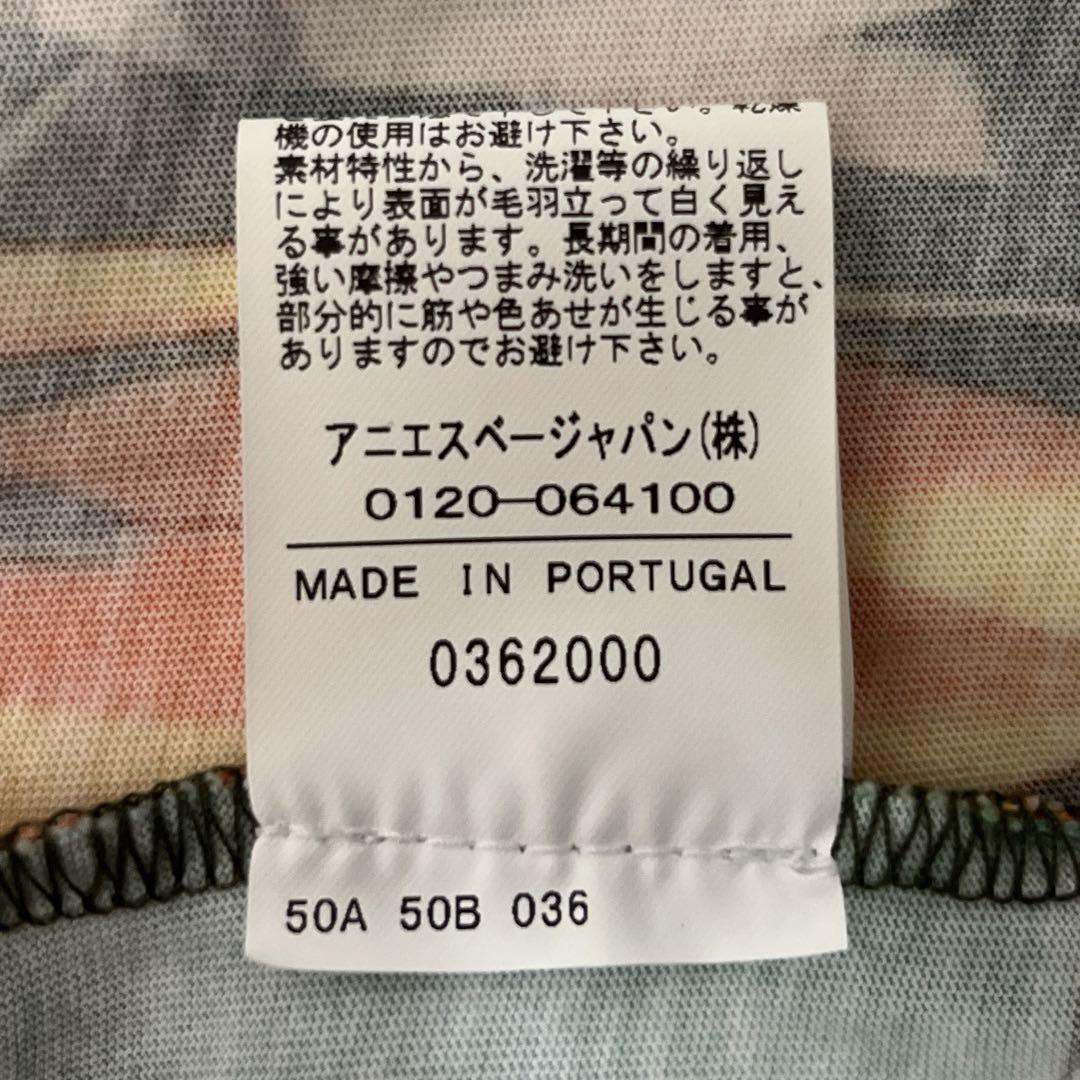 機の使用はお避け下さい。
素材特性から、洗濯等の繰り返し
により表面が毛羽立って白く見え
る事があります。長期間の着用、
強い摩擦やつまみ洗いをしますと、
部分的に筋や色あせが生じる事が
ありますのでお避け下さい。
アニエスベージャパン(株)
0120-064100
MADE IN PORTUGAL
0362000
50A 50B 036